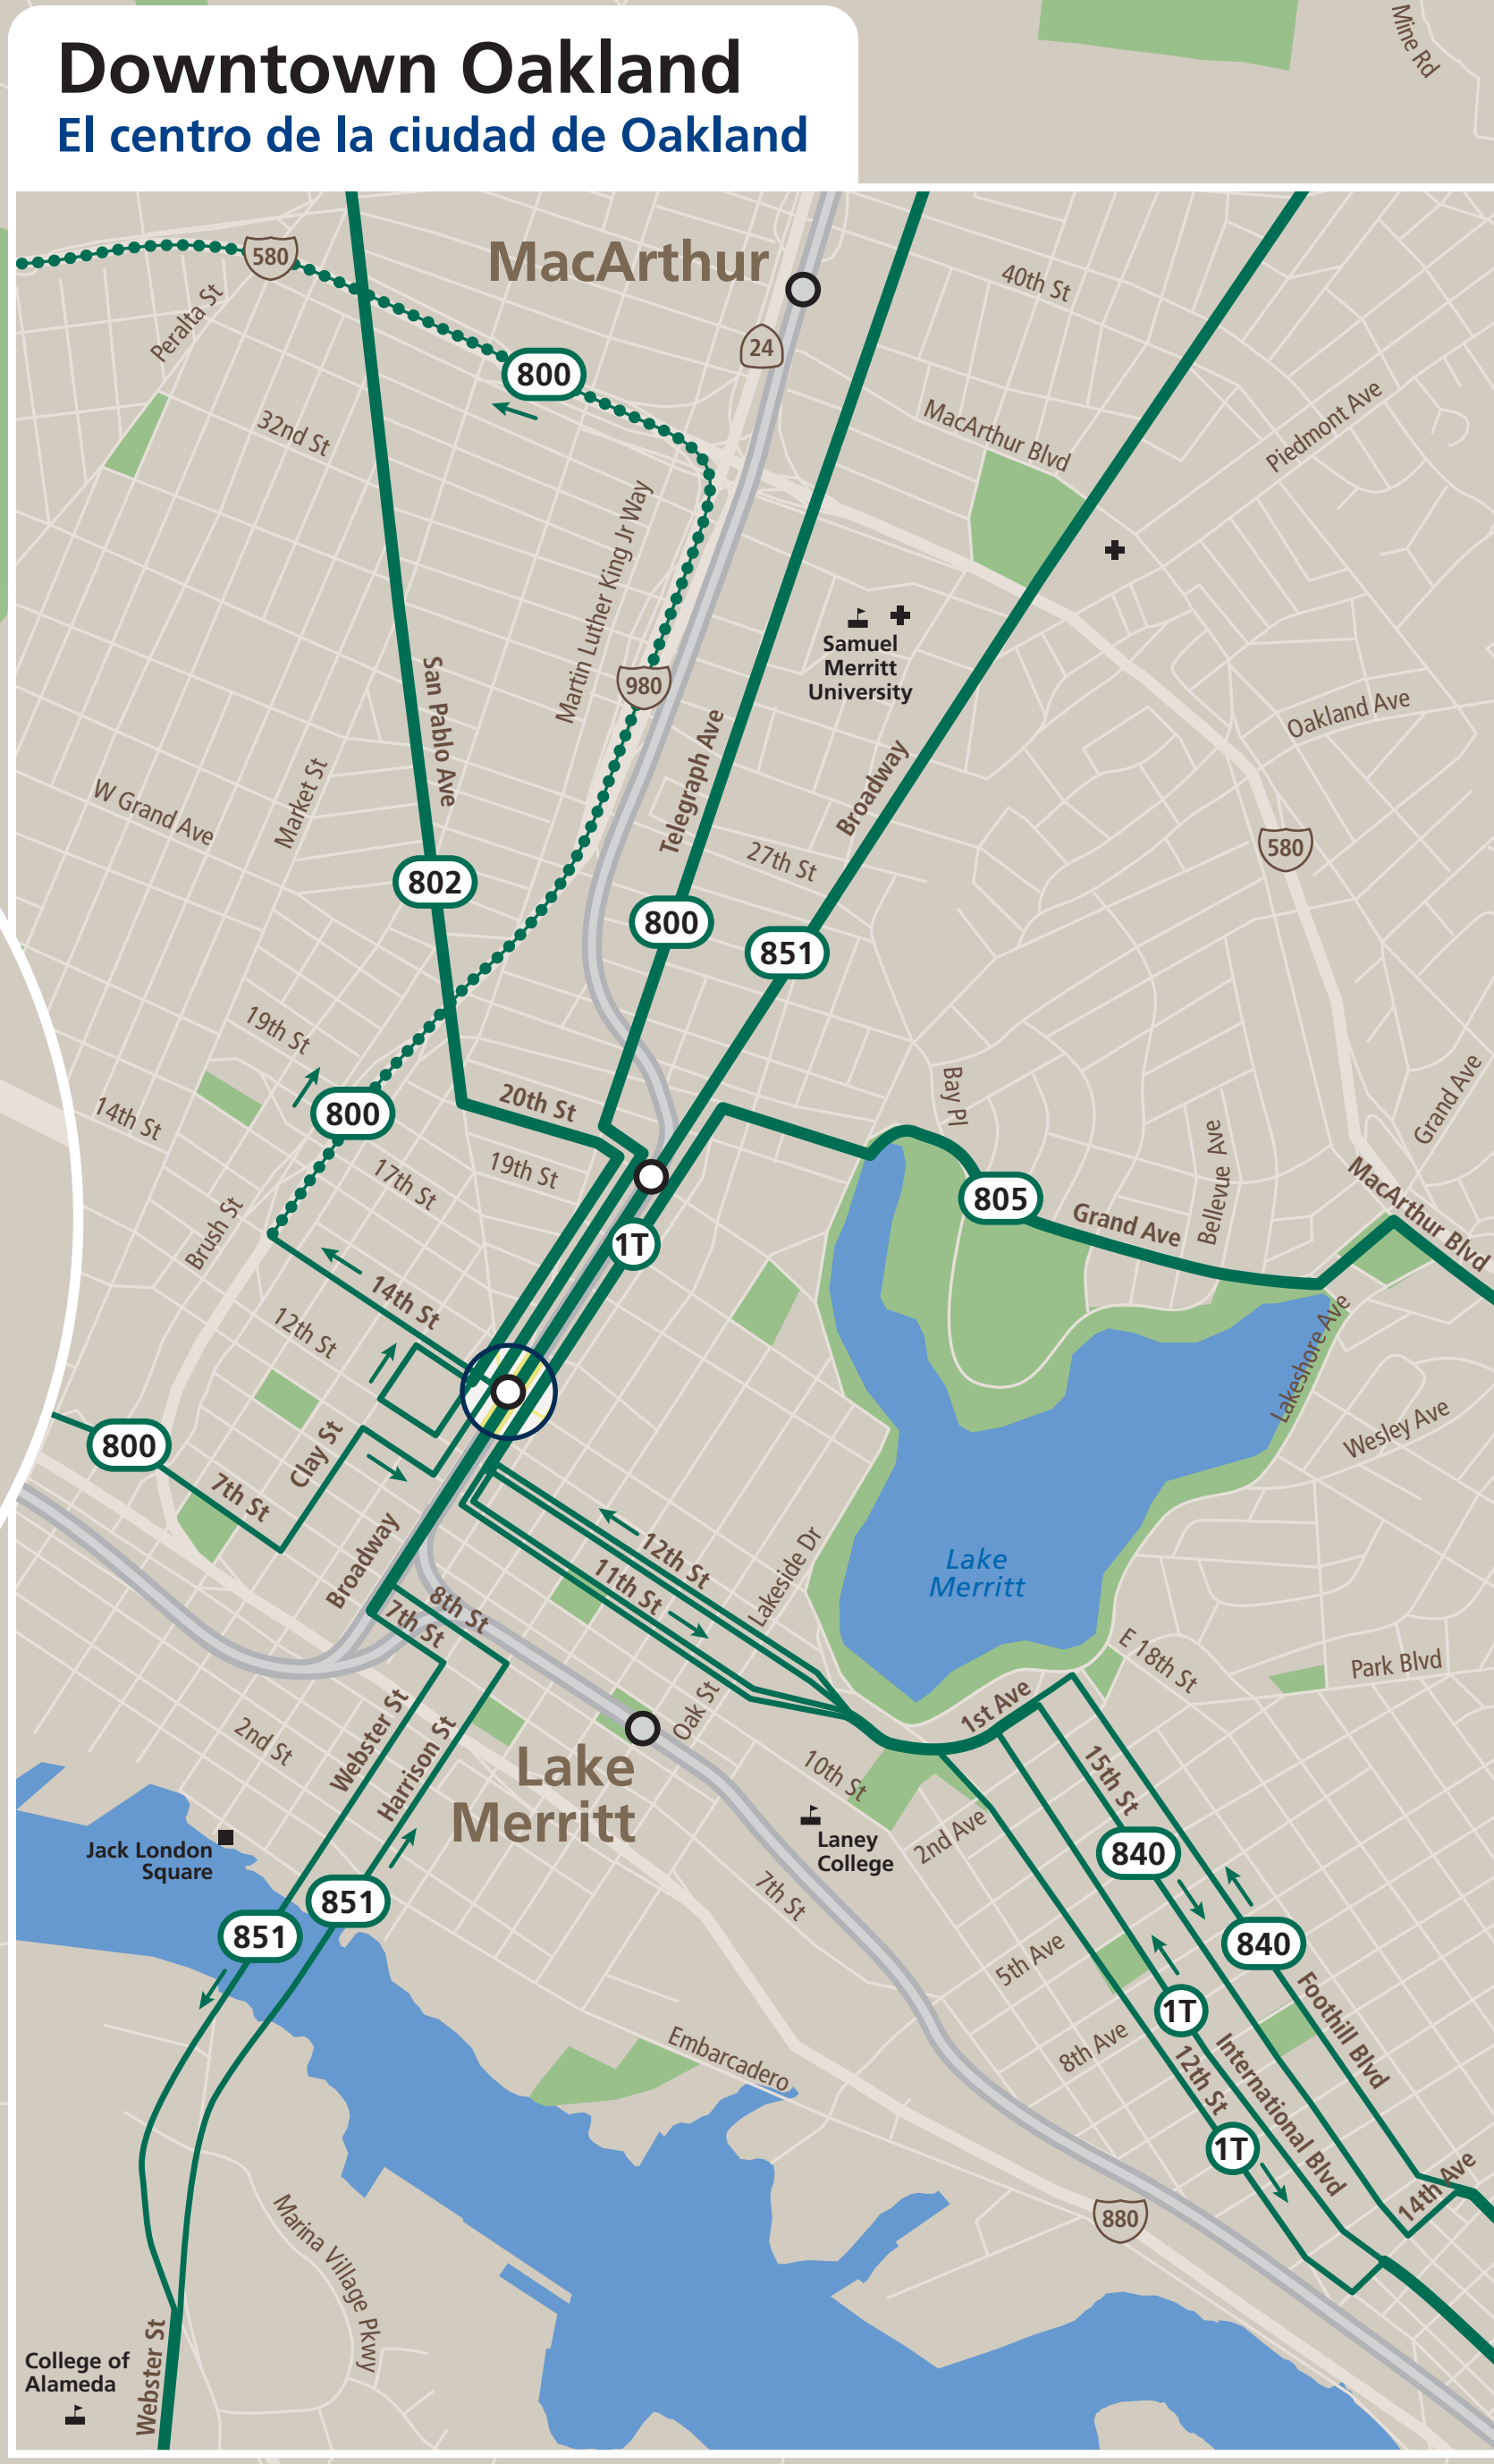 Downtown Oakland
El centro de la ciudad de Oakland
Mine Rd
580
MacArthur
40th St
Peralta St
24
800
MacArthur Blvd
Piedmont Ave
32nd St
Martin Luther King Jr Way
Samuel
Merritt
University
980
San Pablo Ave
Telegraph Ave
Broadway
Oakland Ave
W Grand Ave
Market St
27th St
580
802
800
851
19th St
Bay Pl
Grand Ave
14th St
800
20th St
Bellevue Ave
17th St
19th St
805
Grand Ave
MacArthur Blvd
Brush St
1T
14th St
12th St
Lakeshore Ave
Wesley Ave
800
Clay St
7th St
Broadway
12th St
11th St
Lakeside Dr
Lake
Merritt
8th St
7th St
E 18th St
Park Blvd
Oak St
1st Ave
2nd St
Webster St
Harrison St
Lake
Merritt
10th St
15th St
Jack London
Square
Laney
College
2nd Ave
840
7th St
851
851
840
5th Ave
1T
Foothill Blvd
8th Ave
Embarcadero
12th St
International Blvd
1T
14th Ave
880
Marina Village Pkwy
College of
Alameda
Webster St